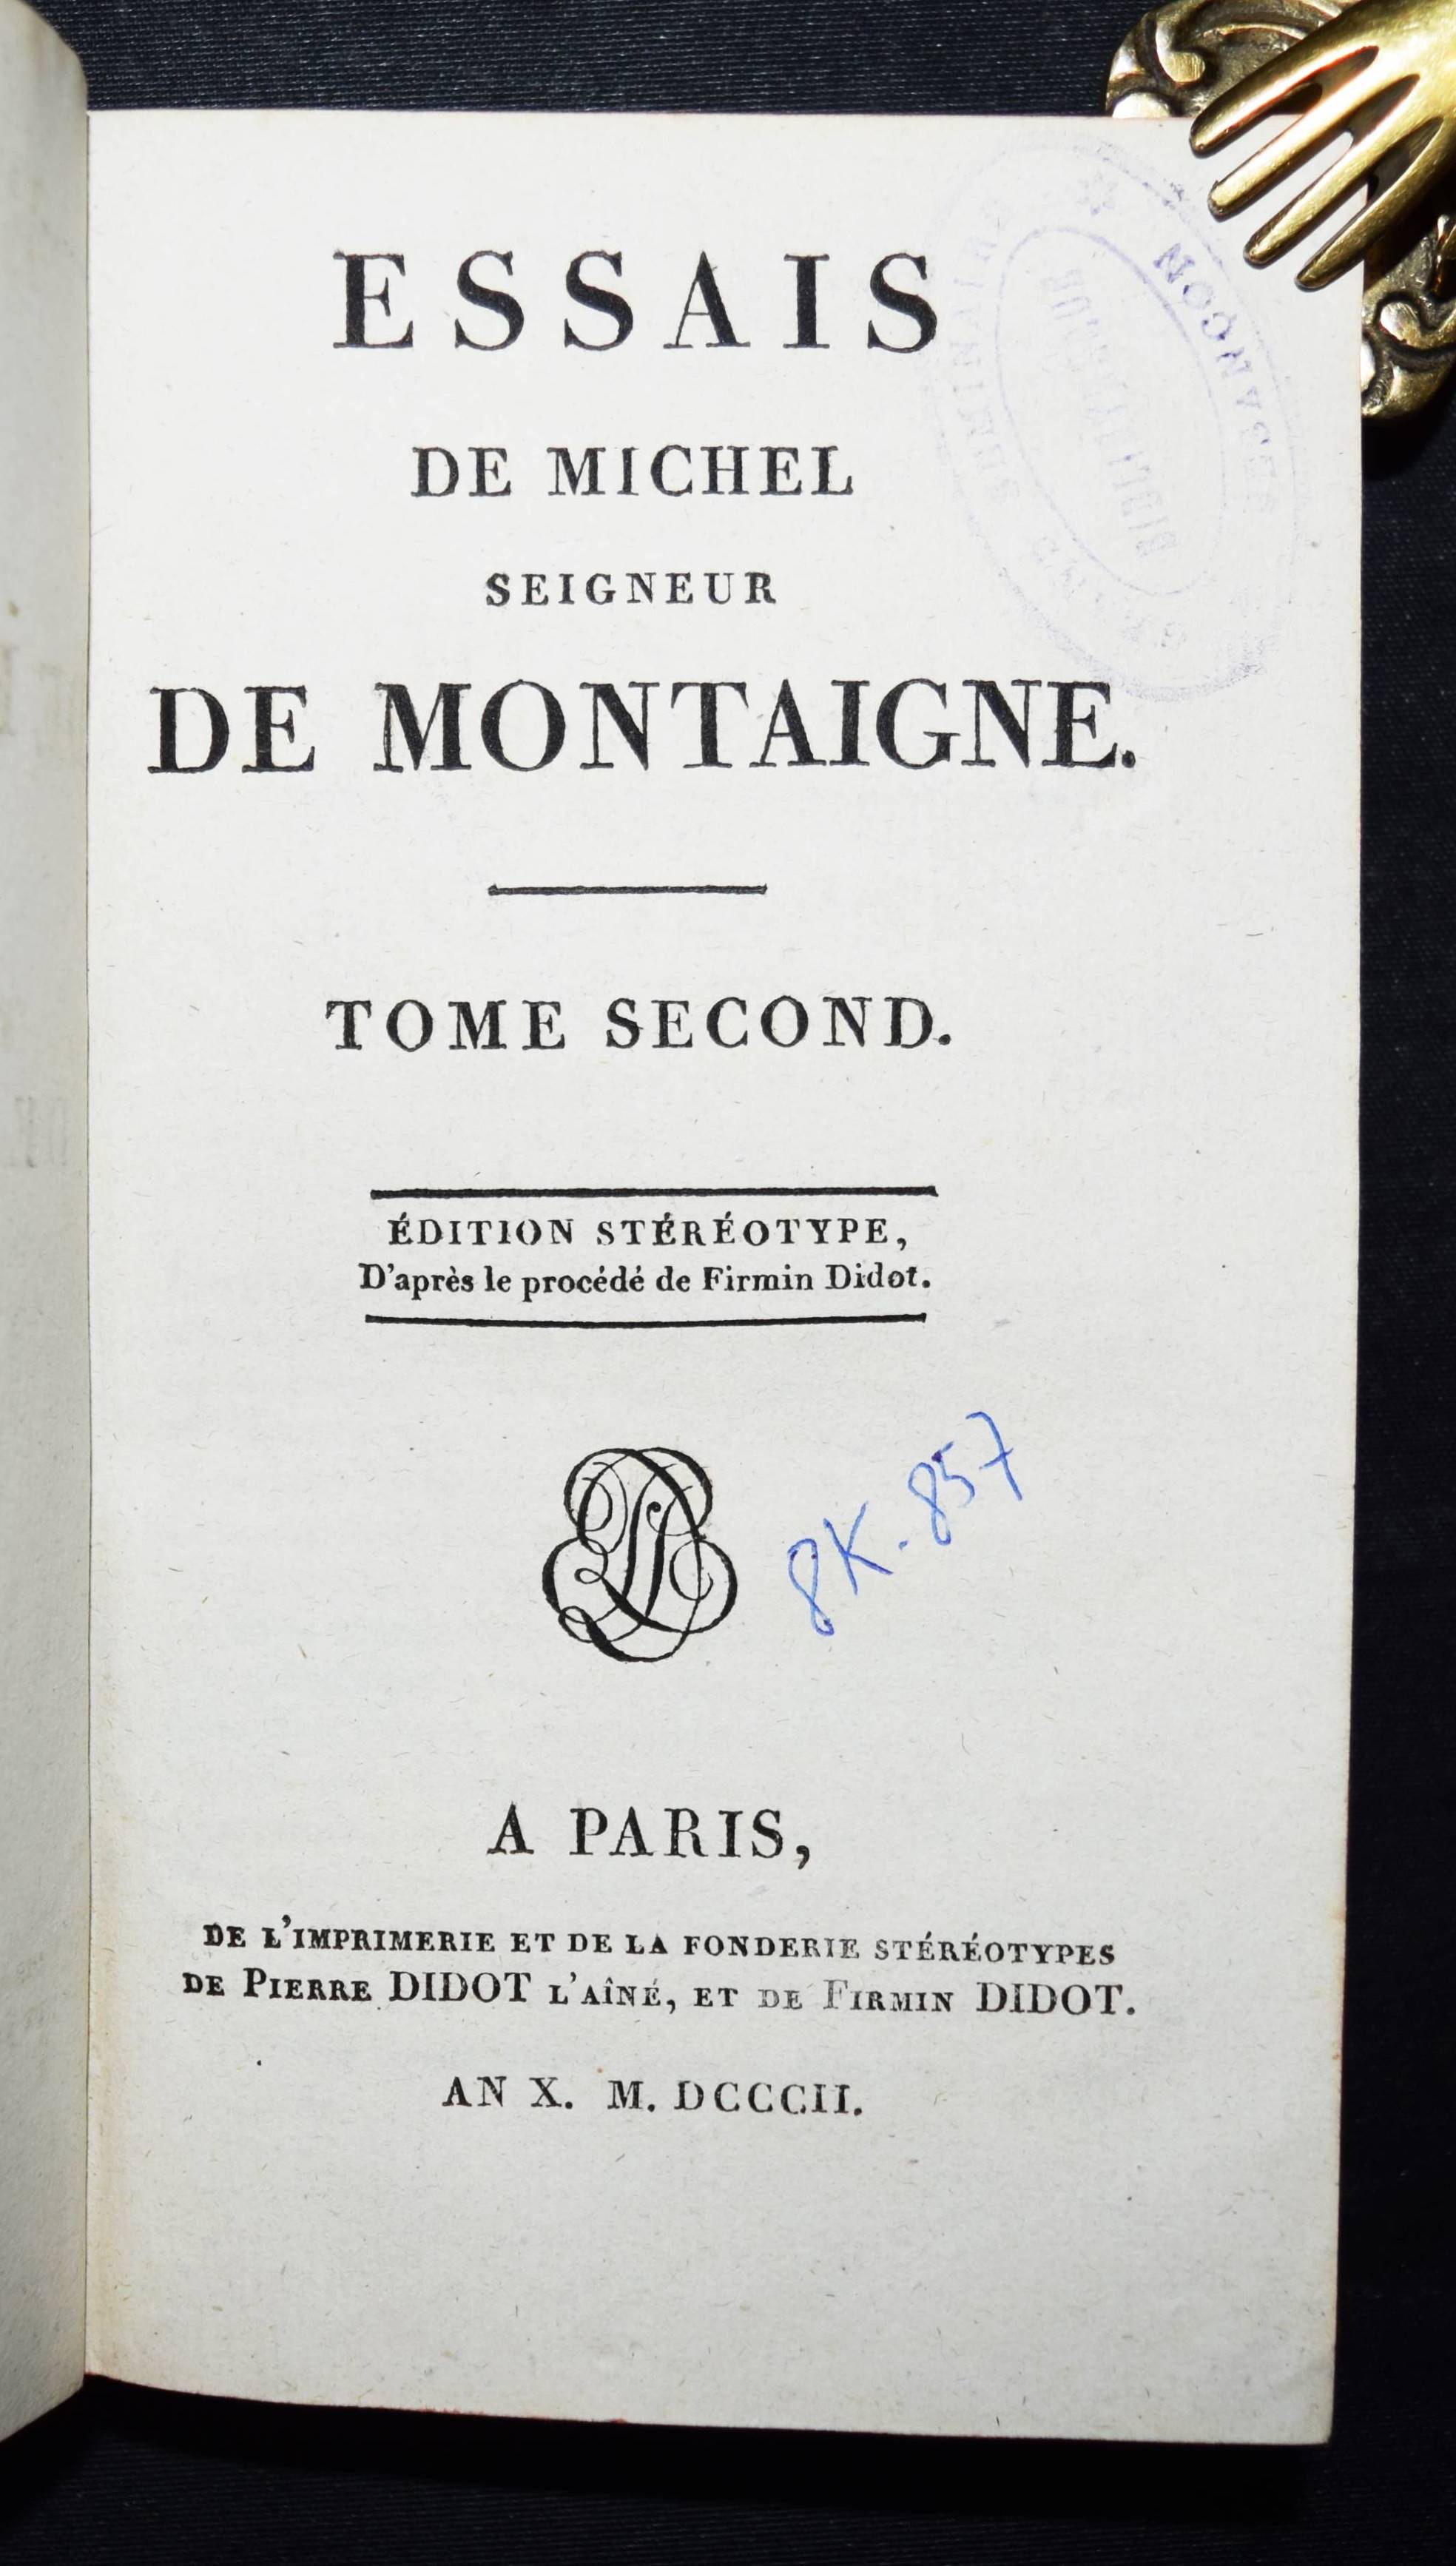 ESSAIS
DE MICHEL
SEIGNEUR
DE MONTAIGNE.
TOME SECOND.
ÉDITION STÉRÉOTYPE,
D'après le procédé de Firmin Didot.
8K.857
A PARIS,
DE L'IMPRIMERIE ET DE LA FONDERIE STÉRÉOTYPES
DE PIERRE DIDOT L'AÎNÉ, ET DE FIRMIN DIDOT.
AN X. M. DCCCII.